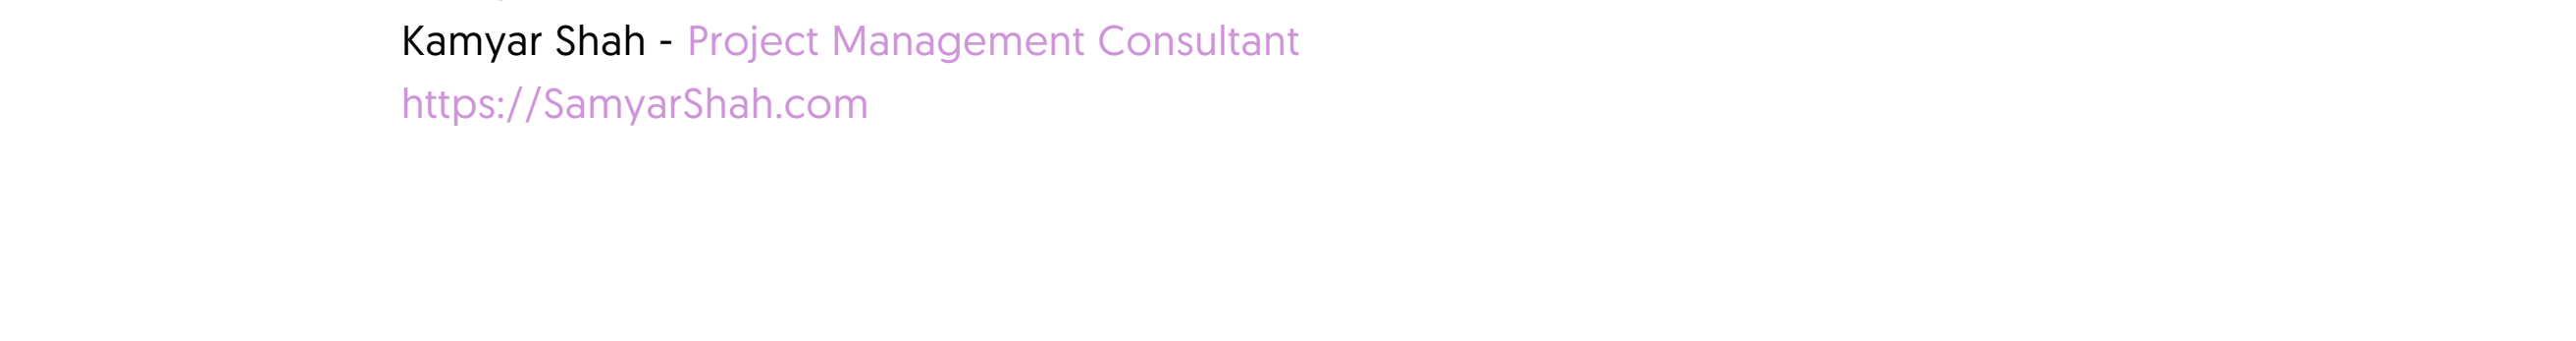 Kamyar Shah - Project Management Consultant
https://SamyarShah.com